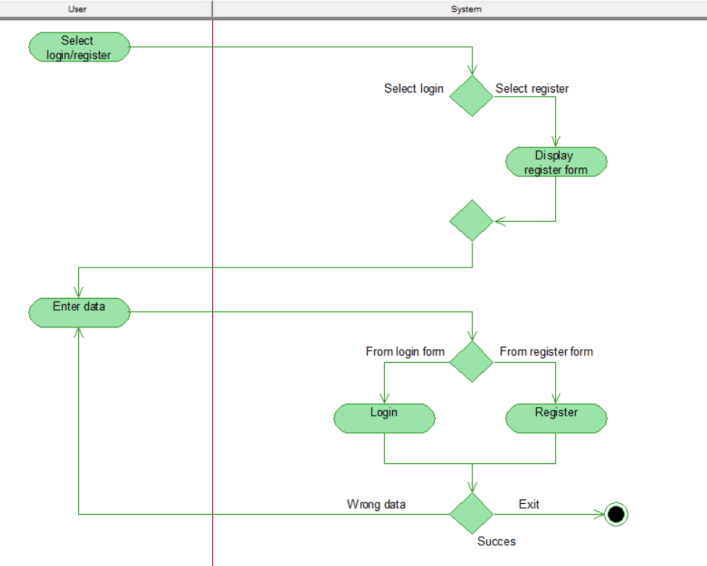 User
System
Select
login/register
Select login
Select register
Display
register form
Enter data
From login form
From register form
Login
Register
Wrong data
Exit
Succes